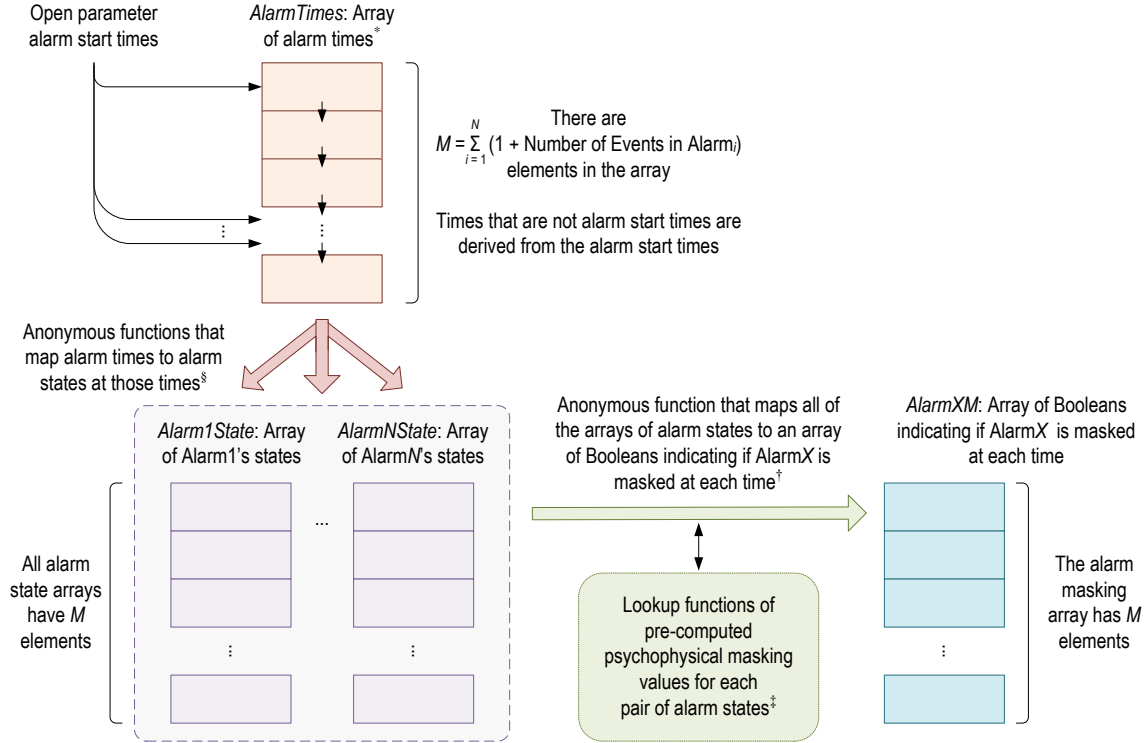 Open parameter
alarm start times
AlarmTimes: Array
of alarm times*
⋮
⋮
There are
M = Σ (1 + Number of Events in Alarmᵢ)
N
i = 1
elements in the array
Times that are not alarm start times are
derived from the alarm start times
Anonymous functions that
map alarm times to alarm
states at those times§
Alarm1State: Array
of Alarm1's states
AlarmNState: Array
of AlarmN's states
...
⋮
⋮
All alarm
state arrays
have M
elements
Anonymous function that maps all of
the arrays of alarm states to an array
of Booleans indicating if AlarmX is
masked at each time†
Lookup functions of
pre-computed
psychophysical masking
values for each
pair of alarm states‡
AlarmXM: Array of Booleans
indicating if AlarmX is masked
at each time
⋮
The alarm
masking
array has M
elements